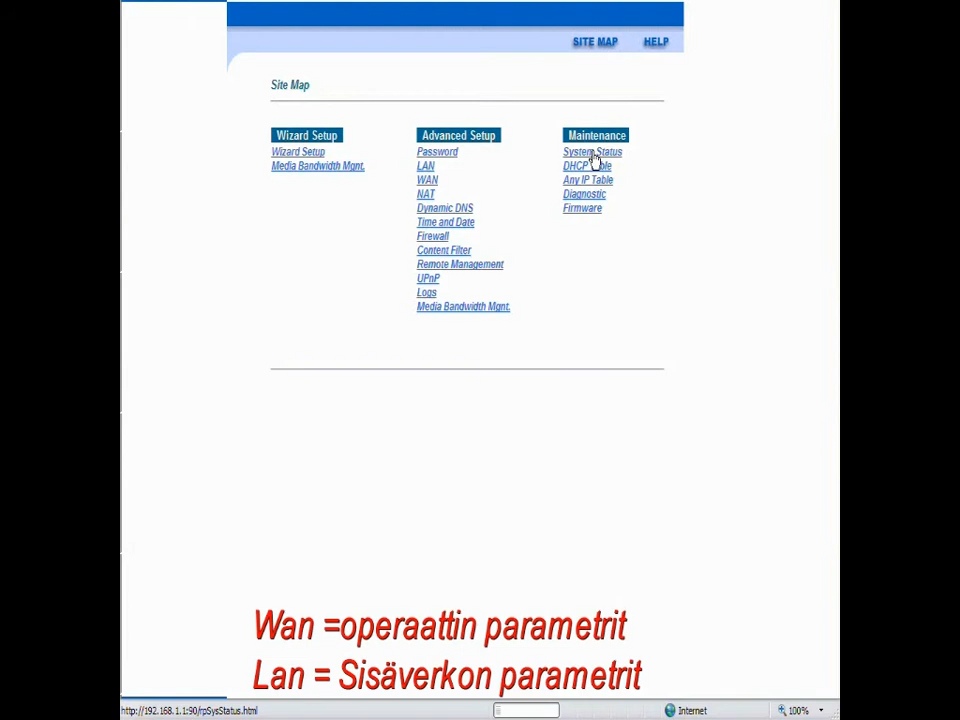 SITE MAP HELP
Site Map
Wizard Setup Advanced Setup Maintenance
Wizard Setup Password System Status
Media Bandwidth Mgnt. LAN DHCP Table
WAN Any IP Table
NAT Diagnostic
Dynamic DNS Firmware
Time and Date
Firewall
Content Filter
Remote Management
UPnP
Logs
Media Bandwidth Mgnt.
Wan =operaattin parametrit
Lan = Sisäverkon parametrit
http://192.168.1.1:90/rpSysStatus.html Internet 100%